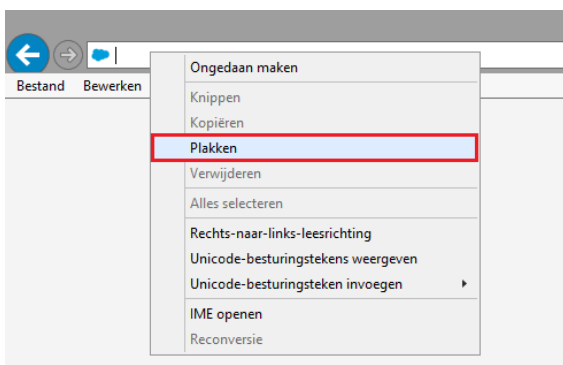 Bestand Bewerken
Ongedaan maken
Knippen
Kopiëren
Plakken
Verwijderen
Alles selecteren
Rechts-naar-links-leesrichting
Unicode-besturingstekens weergeven
Unicode-besturingsteken invoegen
IME openen
Reconversie